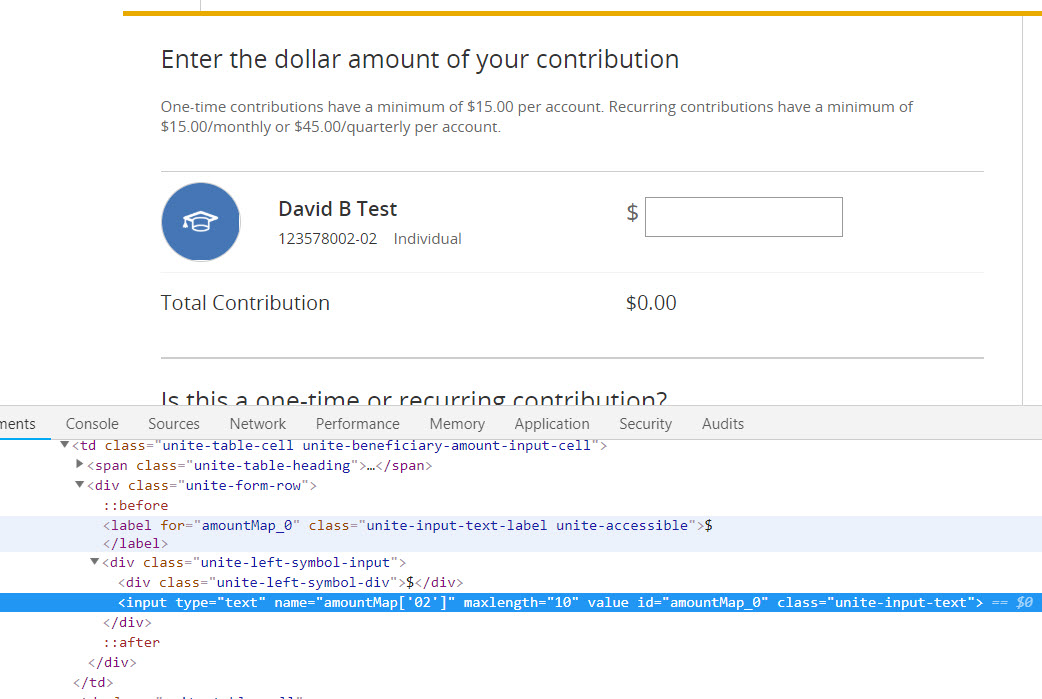 Enter the dollar amount of your contribution
One-time contributions have a minimum of $15.00 per account. Recurring contributions have a minimum of
$15.00/monthly or $45.00/quarterly per account.
David B Test
$
123578002-02 Individual
Total Contribution $0.00
Is this a one-time or recurring contribution?
ments Console Sources Network Performance Memory Application Security Audits
▼<td class="unite-table-cell unite-beneficiary-amount-input-cell">
▶<span class="unite-table-heading">…</span>
▼<div class="unite-form-row">
::before
<label for="amountMap_0" class="unite-input-text-label unite-accessible">$
</label>
▼<div class="unite-left-symbol-input">
<div class="unite-left-symbol-div">$</div>
<input type="text" name="amountMap['02']" maxlength="10" value id="amountMap_0" class="unite-input-text"> == $0
</div>
::after
</div>
</td>